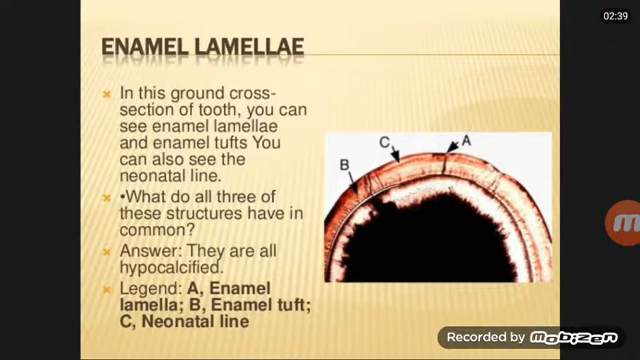 02:39
ENAMEL LAMELLAE
In this ground cross-
section of tooth, you can
see enamel lamellae
and enamel tufts You
can also see the
neonatal line.
•What do all three of
these structures have in
common?
Answer: They are all
hypocalcified.
Legend: A, Enamel
lamella; B, Enamel tuft;
C, Neonatal line
C
A
B
Recorded by mobizen